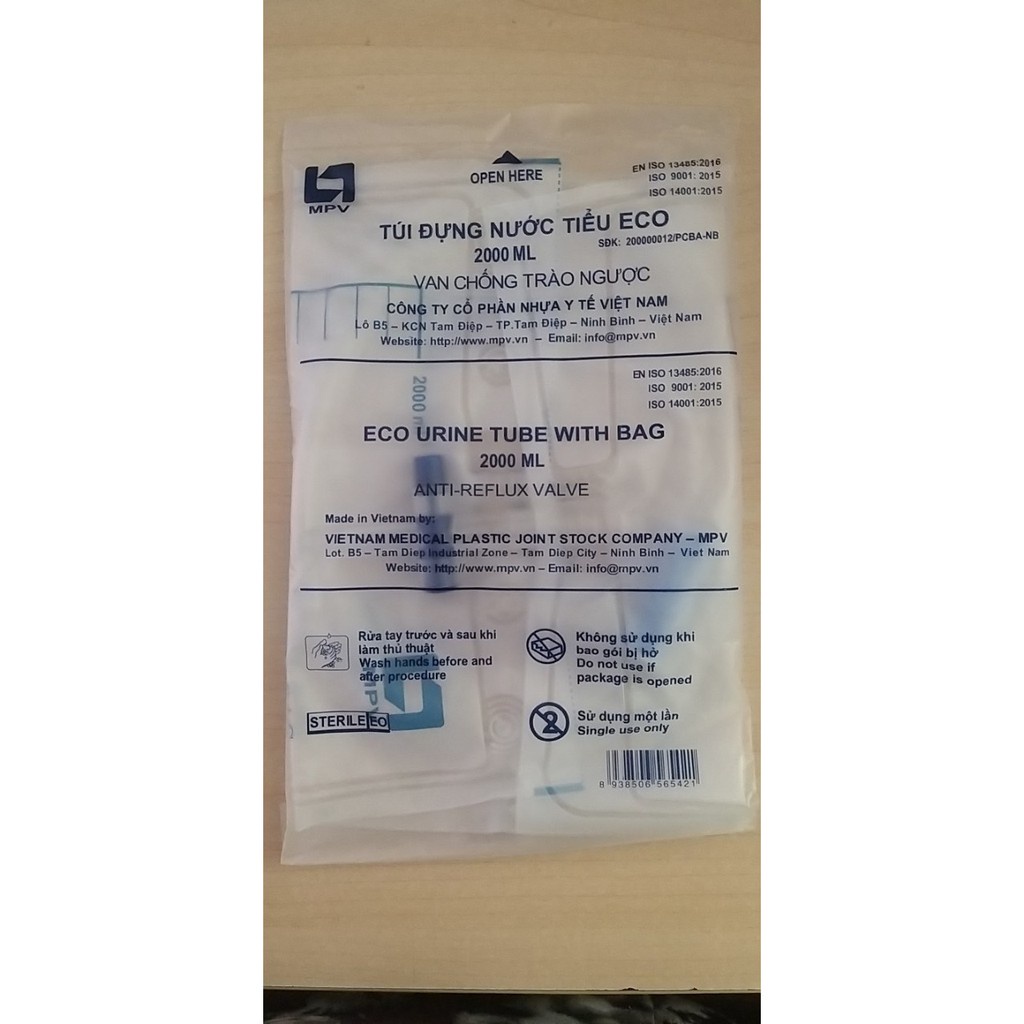 MPV
OPEN HERE
EN ISO 13485:2016
ISO 9001: 2015
ISO 14001:2015
TÚI ĐỰNG NƯỚC TIỂU ECO
SĐK: 200000012/PCBA-NB
2000 ML
VAN CHỐNG TRÀO NGƯỢC
CÔNG TY CỔ PHẦN NHỰA Y TẾ VIỆT NAM
Lô B5 – KCN Tam Điệp – TP.Tam Điệp – Ninh Bình – Việt Nam
Website: http://www.mpv.vn – Email: info@mpv.vn
EN ISO 13485:2016
ISO 9001: 2015
ISO 14001:2015
2000
ECO URINE TUBE WITH BAG
2000 ML
ANTI-REFLUX VALVE
Made in Vietnam by:
VIETNAM MEDICAL PLASTIC JOINT STOCK COMPANY – MPV
Lot. B5 – Tam Diep Industrial Zone – Tam Diep City – Ninh Binh – Viet Nam
Website: http://www.mpv.vn – Email: info@mpv.vn
Rửa tay trước và sau khi
làm thủ thuật
Wash hands before and
after procedure
MPV
STERILE EO
Không sử dụng khi
bao gói bị hở
Do not use if
package is opened
2
Sử dụng một lần
Single use only
8 938506 565421